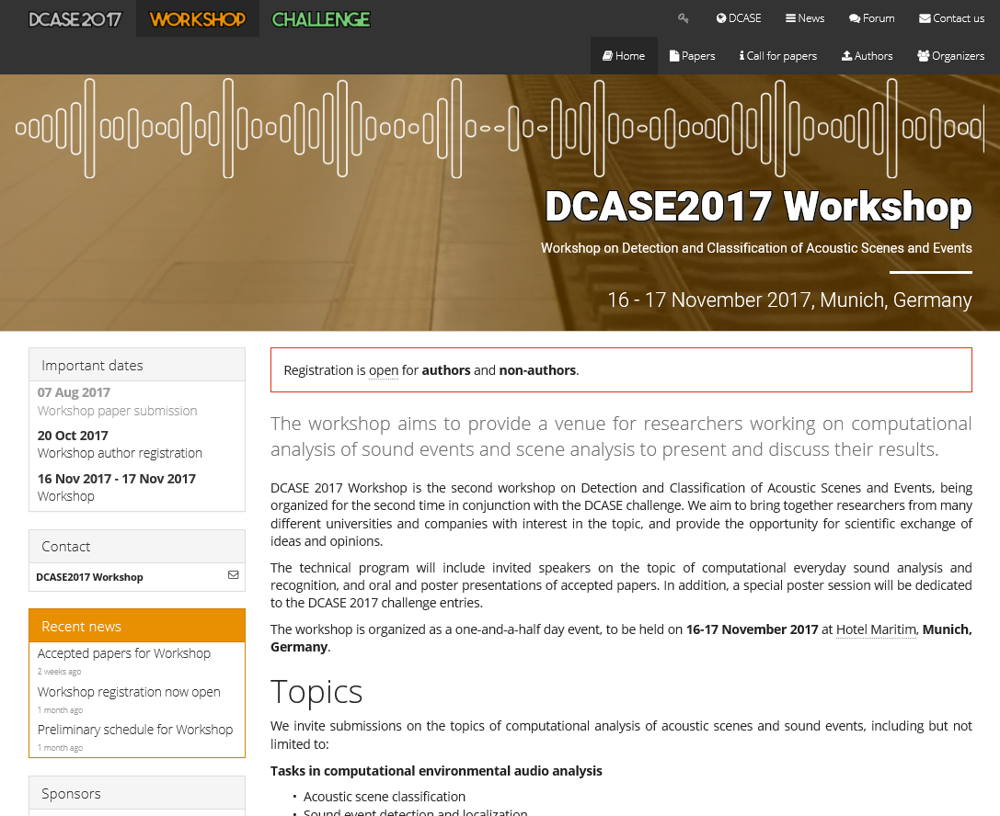 DCASE2017 WORKSHOP CHALLENGE
DCASE News Forum Contact us
Home Papers Call for papers Authors Organizers
DCASE2017 Workshop
Workshop on Detection and Classification of Acoustic Scenes and Events
16 - 17 November 2017, Munich, Germany
Important dates
07 Aug 2017
Workshop paper submission
20 Oct 2017
Workshop author registration
16 Nov 2017 - 17 Nov 2017
Workshop
Contact
DCASE2017 Workshop
Recent news
Accepted papers for Workshop
2 weeks ago
Workshop registration now open
1 month ago
Preliminary schedule for Workshop
1 month ago
Sponsors
Registration is open for authors and non-authors.
The workshop aims to provide a venue for researchers working on computational
analysis of sound events and scene analysis to present and discuss their results.
DCASE 2017 Workshop is the second workshop on Detection and Classification of Acoustic Scenes and Events, being
organized for the second time in conjunction with the DCASE challenge. We aim to bring together researchers from many
different universities and companies with interest in the topic, and provide the opportunity for scientific exchange of
ideas and opinions.
The technical program will include invited speakers on the topic of computational everyday sound analysis and
recognition, and oral and poster presentations of accepted papers. In addition, a special poster session will be dedicated
to the DCASE 2017 challenge entries.
The workshop is organized as a one-and-a-half day event, to be held on 16-17 November 2017 at Hotel Maritim, Munich,
Germany.
Topics
We invite submissions on the topics of computational analysis of acoustic scenes and sound events, including but not
limited to:
Tasks in computational environmental audio analysis
• Acoustic scene classification
• Sound event detection and localization